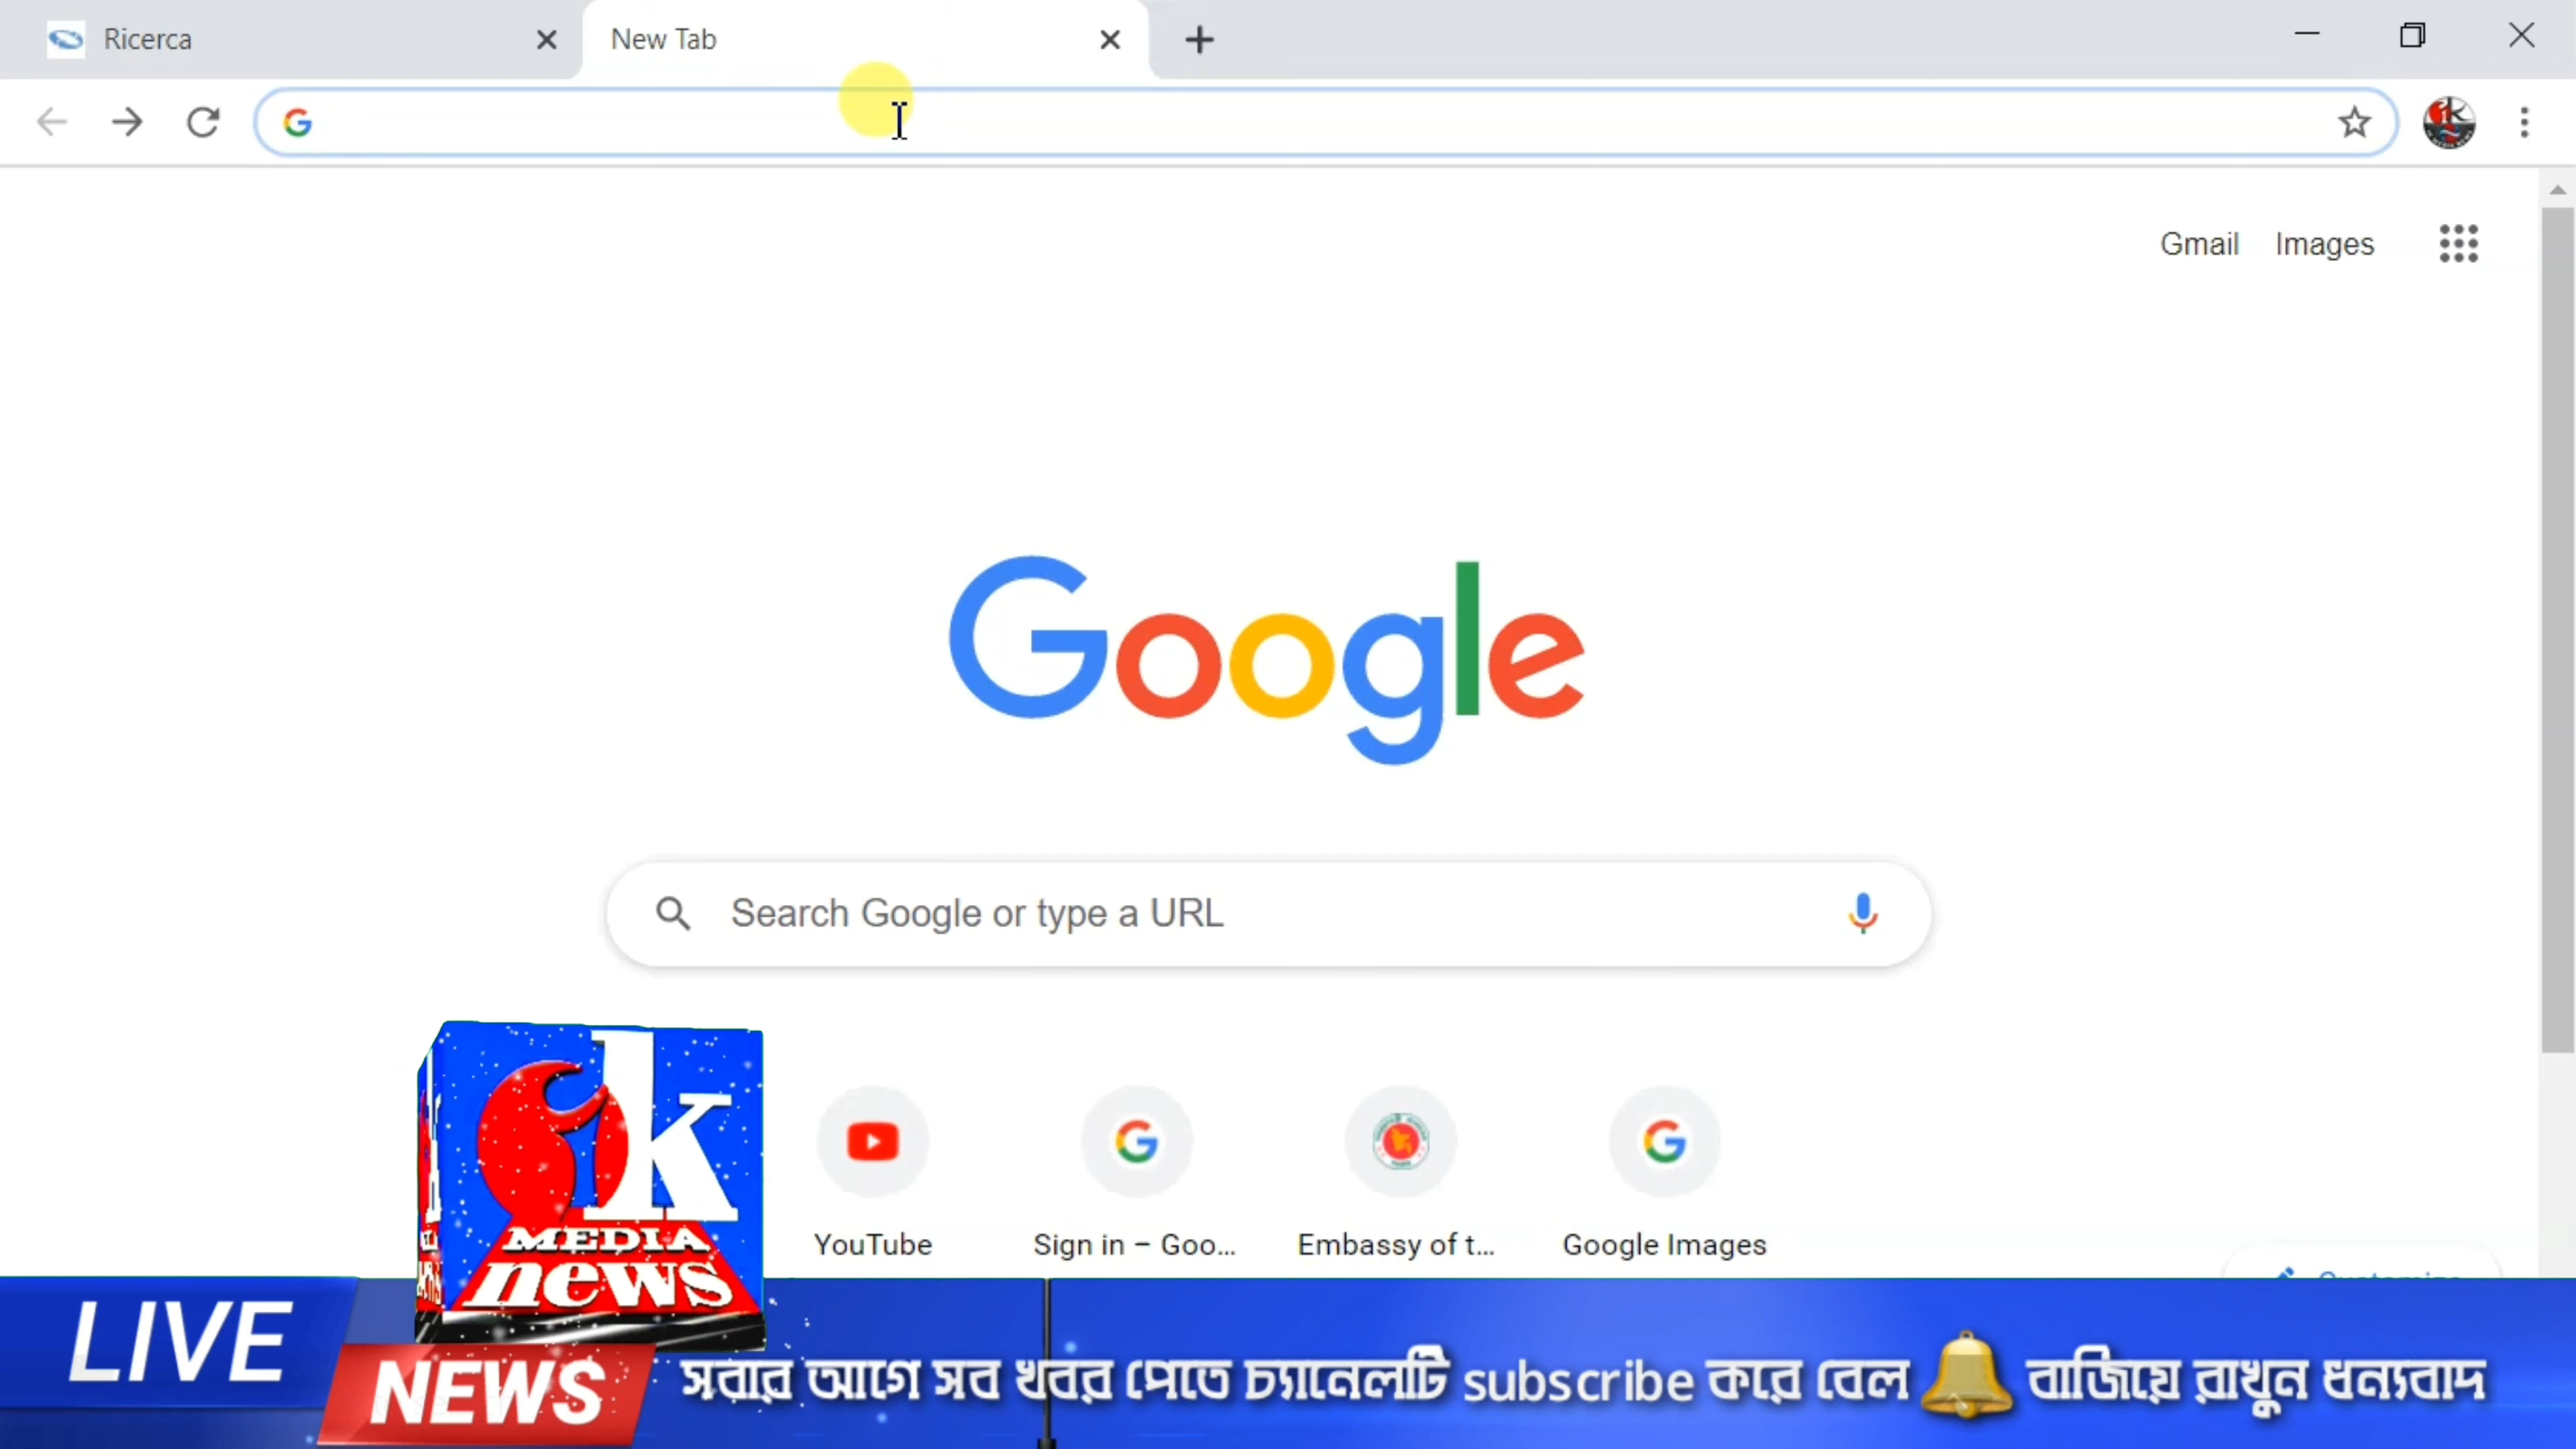 Ricerca
New Tab
Gmail Images
Google
Search Google or type a URL
YouTube
Sign in – Goo...
Embassy of t...
Google Images
ik
MEDIA
news
LIVE
NEWS
সবার আগে সব খবর পেতে চ্যানেলটি subscribe করে বেল 🔔 বাজিয়ে রাখুন ধন্যবাদ